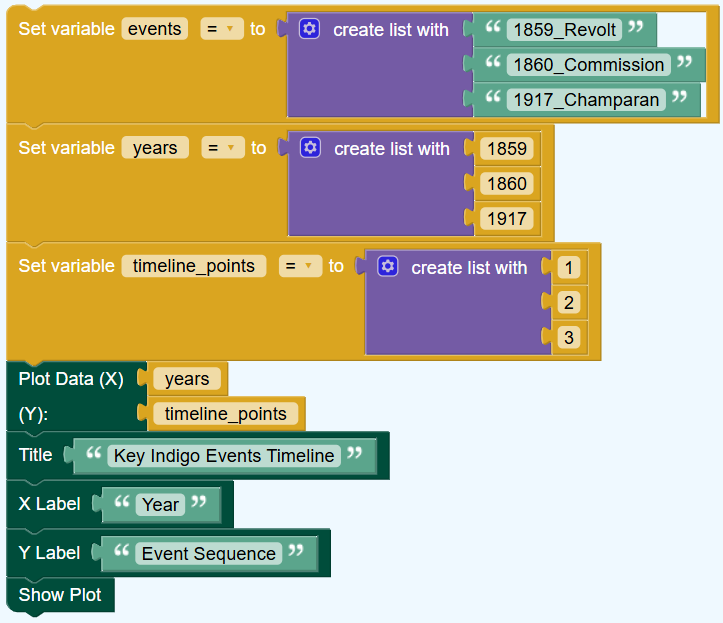 Set variable events = to create list with “ 1859_Revolt ”
“ 1860_Commission ”
“ 1917_Champaran ”
Set variable years = to create list with 1859
1860
1917
Set variable timeline_points = to create list with 1
2
3
Plot Data (X) years
(Y): timeline_points
Title “ Key Indigo Events Timeline ”
X Label “ Year ”
Y Label “ Event Sequence ”
Show Plot